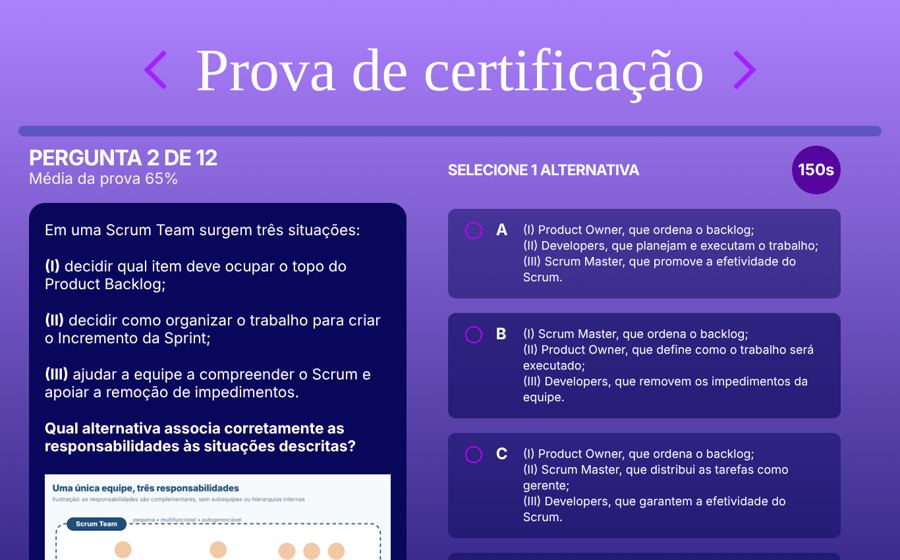 Prova de certificação
PERGUNTA 2 DE 12
Média da prova 65%
Em uma Scrum Team surgem três situações:
(I) decidir qual item deve ocupar o topo do
Product Backlog;
(II) decidir como organizar o trabalho para criar
o Incremento da Sprint;
(III) ajudar a equipe a compreender o Scrum e
apoiar a remoção de impedimentos.
Qual alternativa associa corretamente as
responsabilidades às situações descritas?
Uma única equipe, três responsabilidades
Ilustração: as responsabilidades são complementares, sem subequipes ou hierarquias internas
Scrum Team
pequena • multifuncional • autogerenciável
SELECIONE 1 ALTERNATIVA
150s
A
(I) Product Owner, que ordena o backlog;
(II) Developers, que planejam e executam o trabalho;
(III) Scrum Master, que promove a efetividade do
Scrum.
B
(I) Scrum Master, que ordena o backlog;
(II) Product Owner, que define como o trabalho será
executado;
(III) Developers, que removem os impedimentos da
equipe.
C
(I) Product Owner, que ordena o backlog;
(II) Scrum Master, que distribui as tarefas como
gerente;
(III) Developers, que garantem a efetividade do
Scrum.